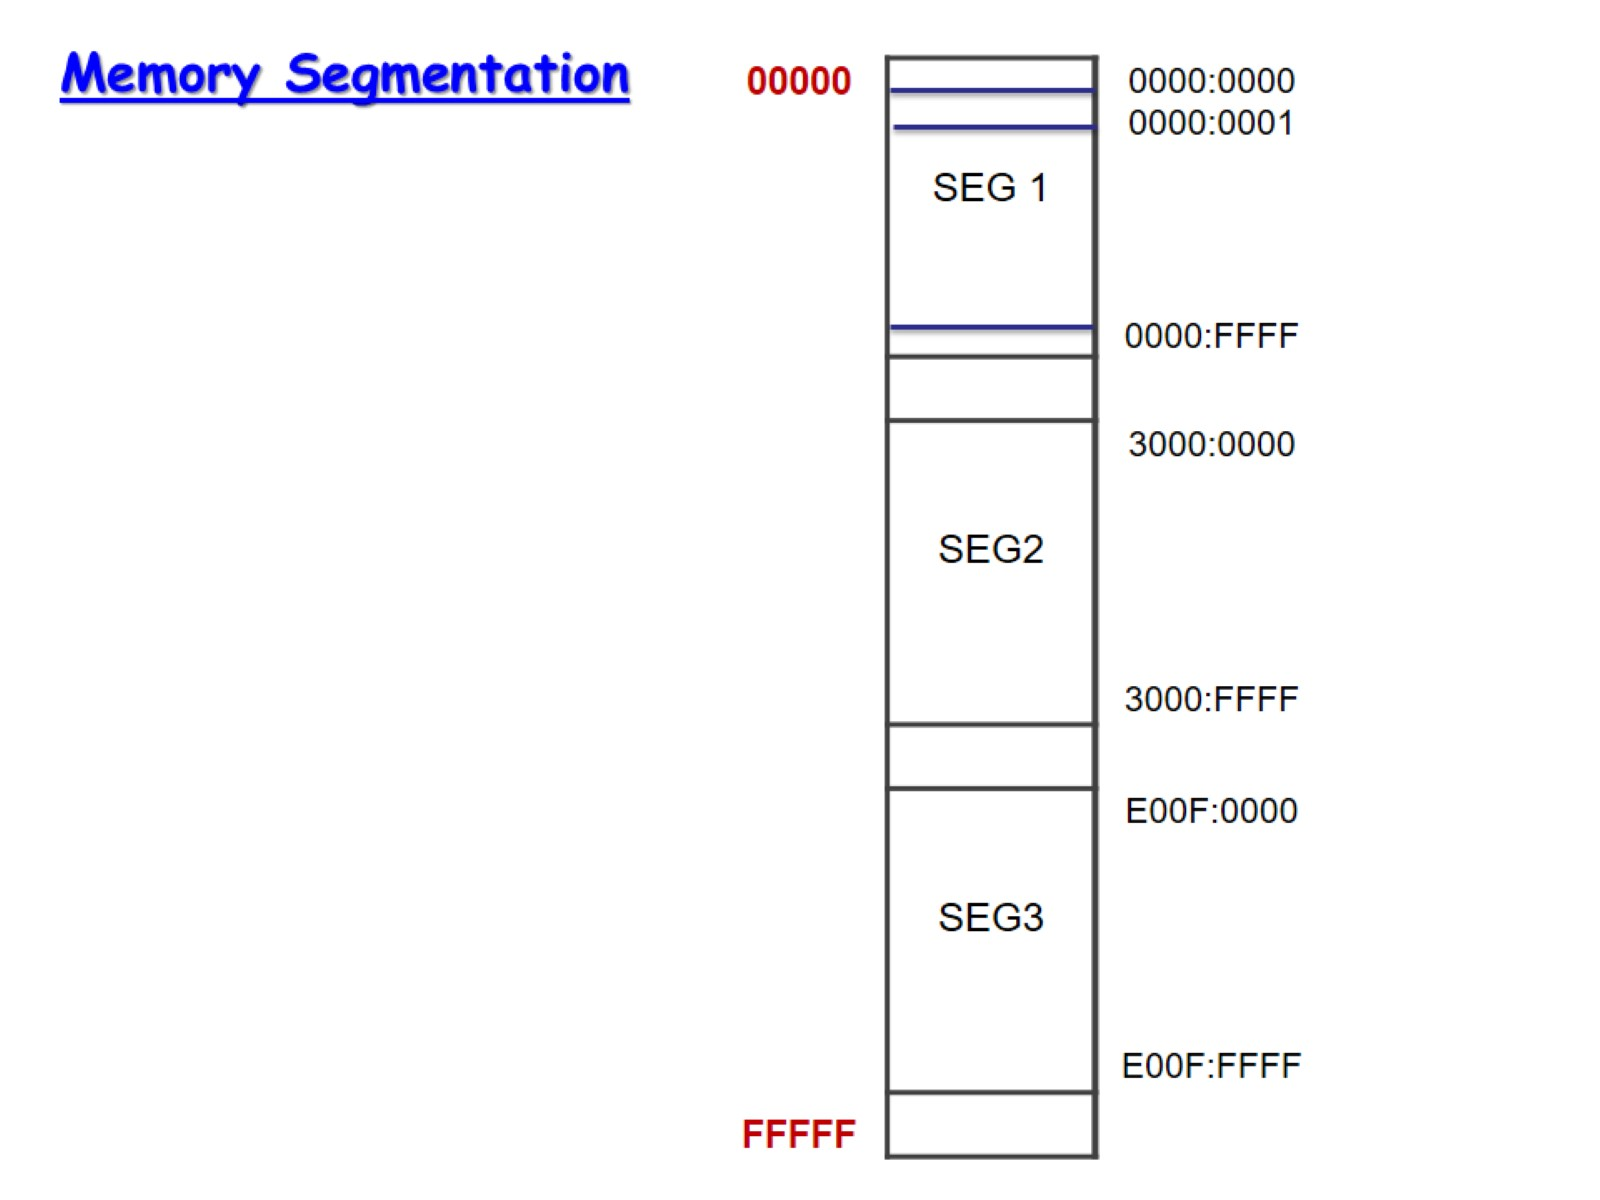 Memory Segmentation
00000
0000:0000
0000:0001
SEG 1
0000:FFFF
3000:0000
SEG2
3000:FFFF
E00F:0000
SEG3
E00F:FFFF
FFFFF